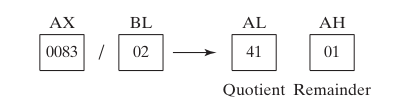 AX BL AL AH
0083 / 02 41 01
Quotient Remainder